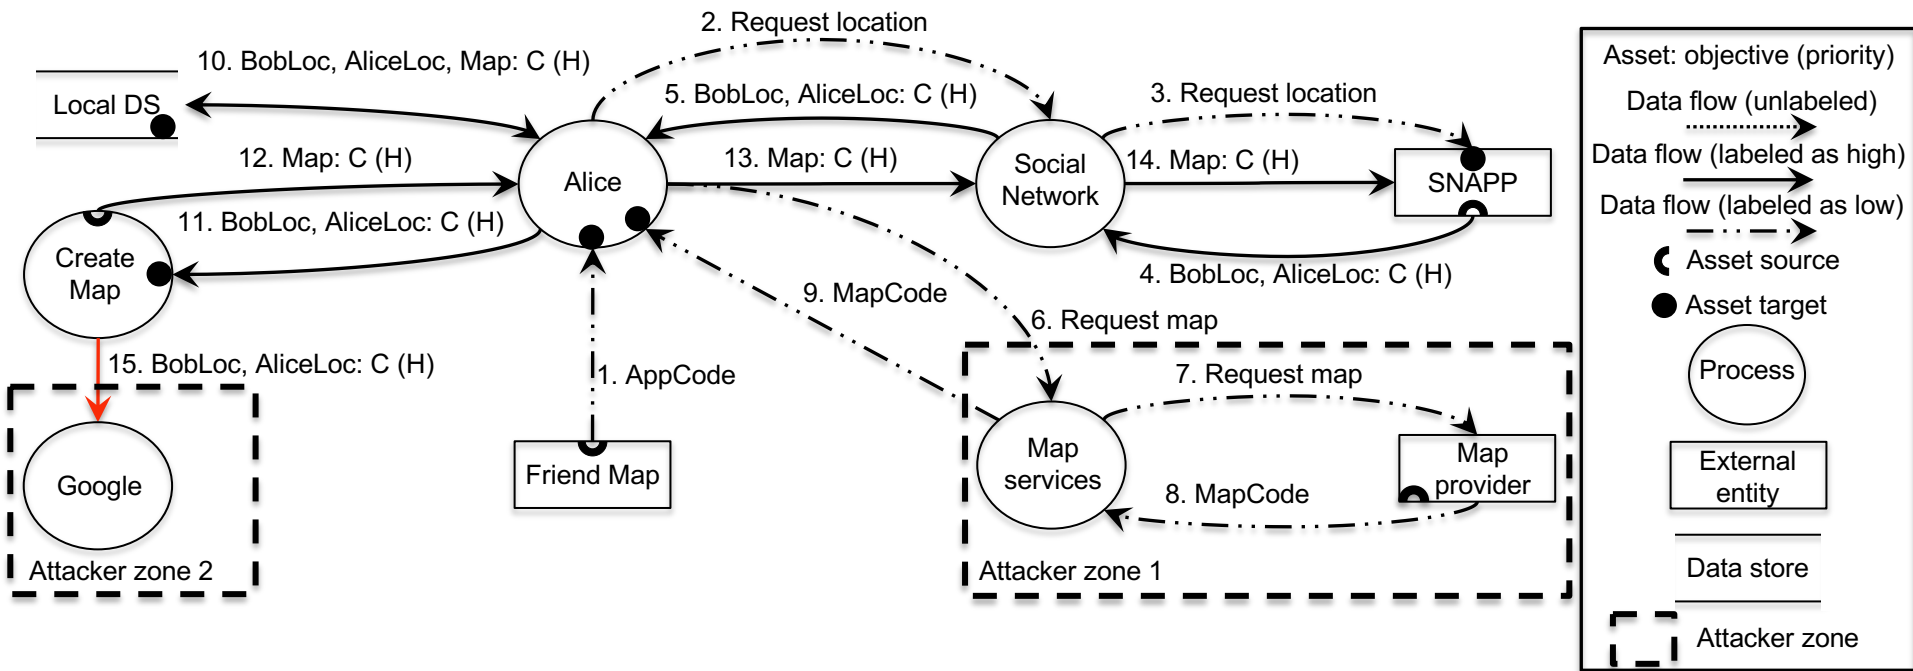 2. Request location
10. BobLoc, AliceLoc, Map: C (H)
5. BobLoc, AliceLoc: C (H)
3. Request location
Local DS
12. Map: C (H)
Alice
13. Map: C (H)
Social
Network
14. Map: C (H)
SNAPP
11. BobLoc, AliceLoc: C (H)
Create
Map
4. BobLoc, AliceLoc: C (H)
9. MapCode
6. Request map
15. BobLoc, AliceLoc: C (H)
1. AppCode
7. Request map
Google
Friend Map
Map
services
Map
provider
8. MapCode
Attacker zone 2
Attacker zone 1
Asset: objective (priority)
Data flow (unlabeled)
Data flow (labeled as high)
Data flow (labeled as low)
Asset source
Asset target
Process
External
entity
Data store
Attacker zone